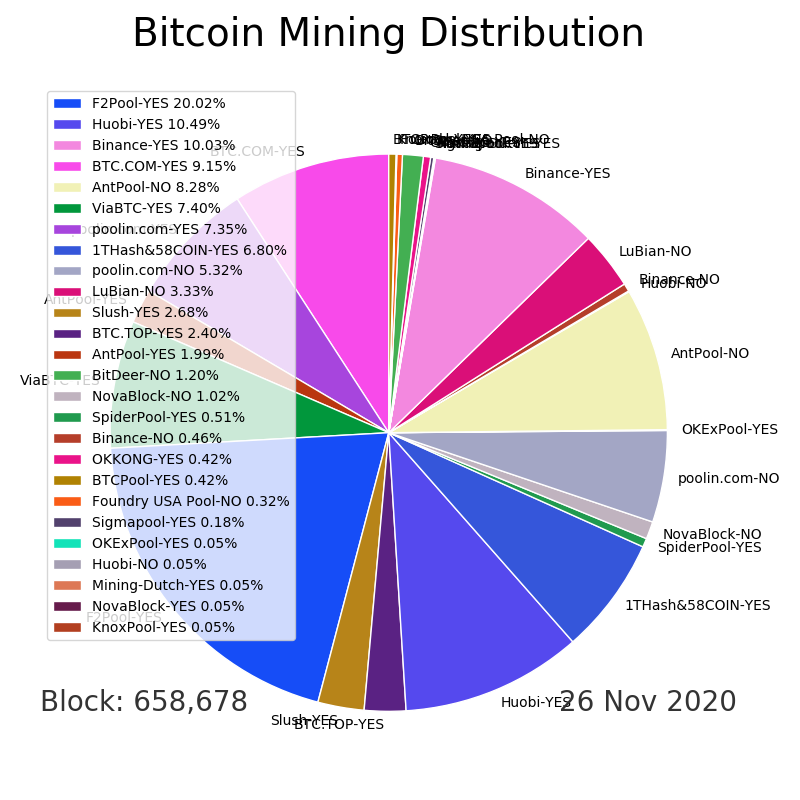 Bitcoin Mining Distribution
F2Pool-YES 20.02%
Huobi-YES 10.49%
Binance-YES 10.03%
BTC.COM-YES 9.15%
AntPool-NO 8.28%
ViaBTC-YES 7.40%
poolin.com-YES 7.35%
1THash&58COIN-YES 6.80%
poolin.com-NO 5.32%
LuBian-NO 3.33%
Slush-YES 2.68%
BTC.TOP-YES 2.40%
AntPool-YES 1.99%
BitDeer-NO 1.20%
NovaBlock-NO 1.02%
SpiderPool-YES 0.51%
Binance-NO 0.46%
OKKONG-YES 0.42%
BTCPool-YES 0.42%
Foundry USA Pool-NO 0.32%
Sigmapool-YES 0.18%
OKExPool-YES 0.05%
Huobi-NO 0.05%
Mining-Dutch-YES 0.05%
NovaBlock-YES 0.05%
KnoxPool-YES 0.05%
BTC.COM-YES
AntPool-YES
ViaBTC-YES
F2Pool-YES
Slush-YES
BTC.TOP-YES
Huobi-YES
1THash&58COIN-YES
SpiderPool-YES
NovaBlock-NO
poolin.com-NO
OKExPool-YES
AntPool-NO
Huobi-NO
Binance-NO
LuBian-NO
Binance-YES
Block: 658,678
26 Nov 2020